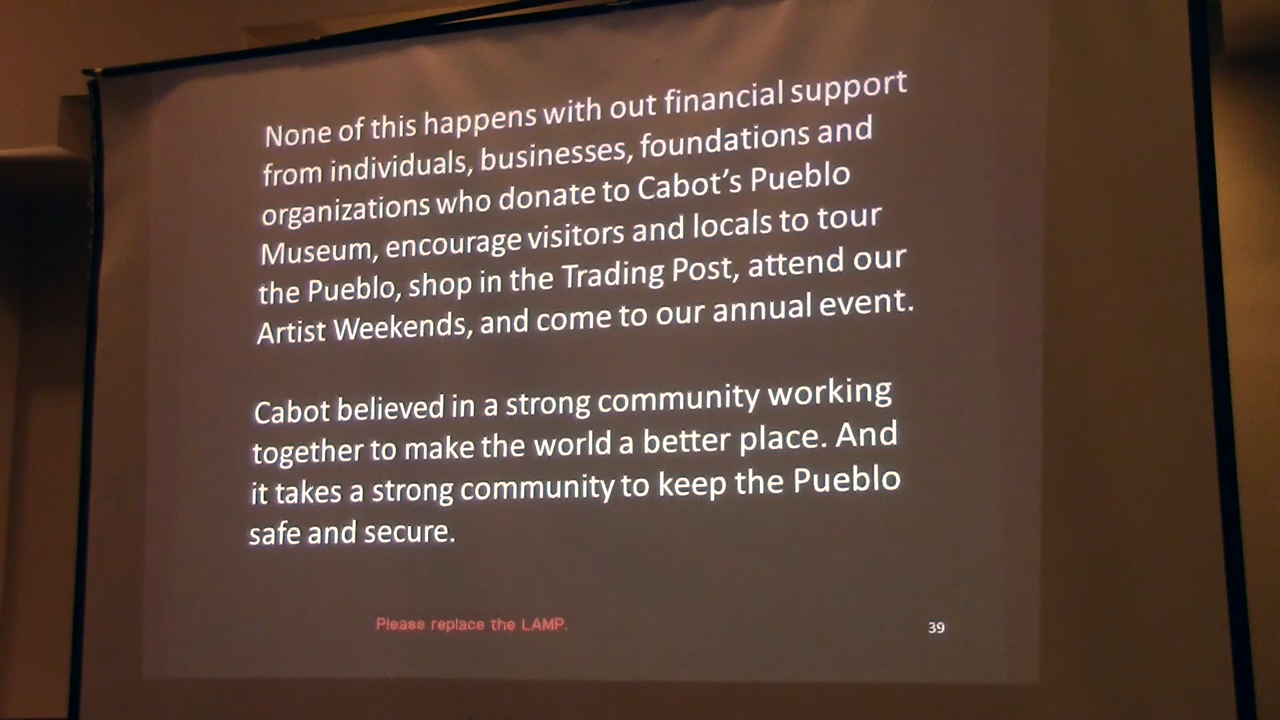 None of this happens with out financial support
from individuals, businesses, foundations and
organizations who donate to Cabot's Pueblo
Museum, encourage visitors and locals to tour
the Pueblo, shop in the Trading Post, attend our
Artist Weekends, and come to our annual event.
Cabot believed in a strong community working
together to make the world a better place. And
it takes a strong community to keep the Pueblo
safe and secure.
Please replace the LAMP.
39